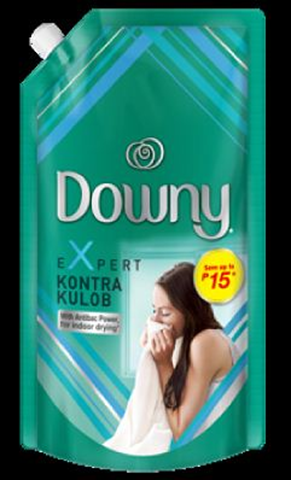 Downy
EXPERT
KONTRA
KULOB
With Antibac Power,
for indoor drying*
Save up to
₱15*